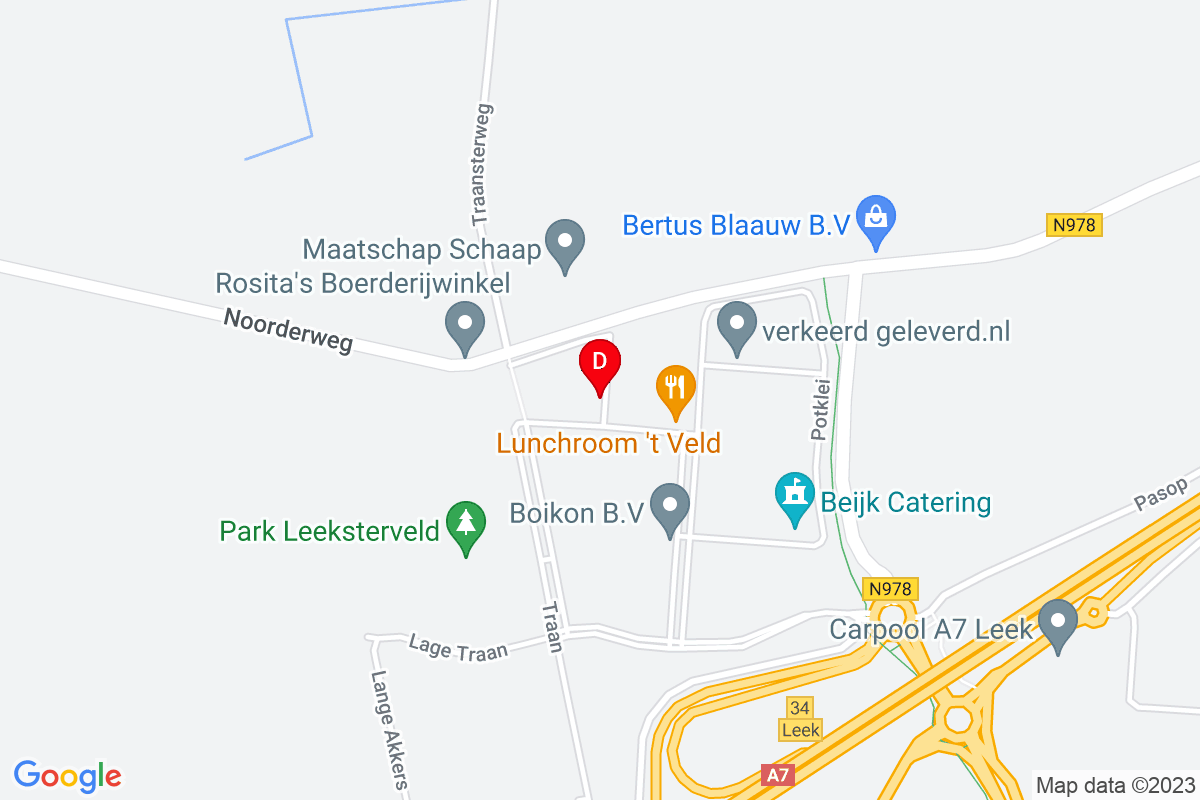 Traansterweg
Bertus Blaauw B.V
N978
Maatschap Schaap
Rosita's Boerderijwinkel
Noorderweg
verkeerd geleverd.nl
D
Potklei
Lunchroom 't Veld
Pasop
Beijk Catering
Boikon B.V
Park Leeksterveld
N978
Traan
Carpool A7 Leek
Lage Traan
Lange Akkers
34
Leek
A7
Google
Map data ©2023